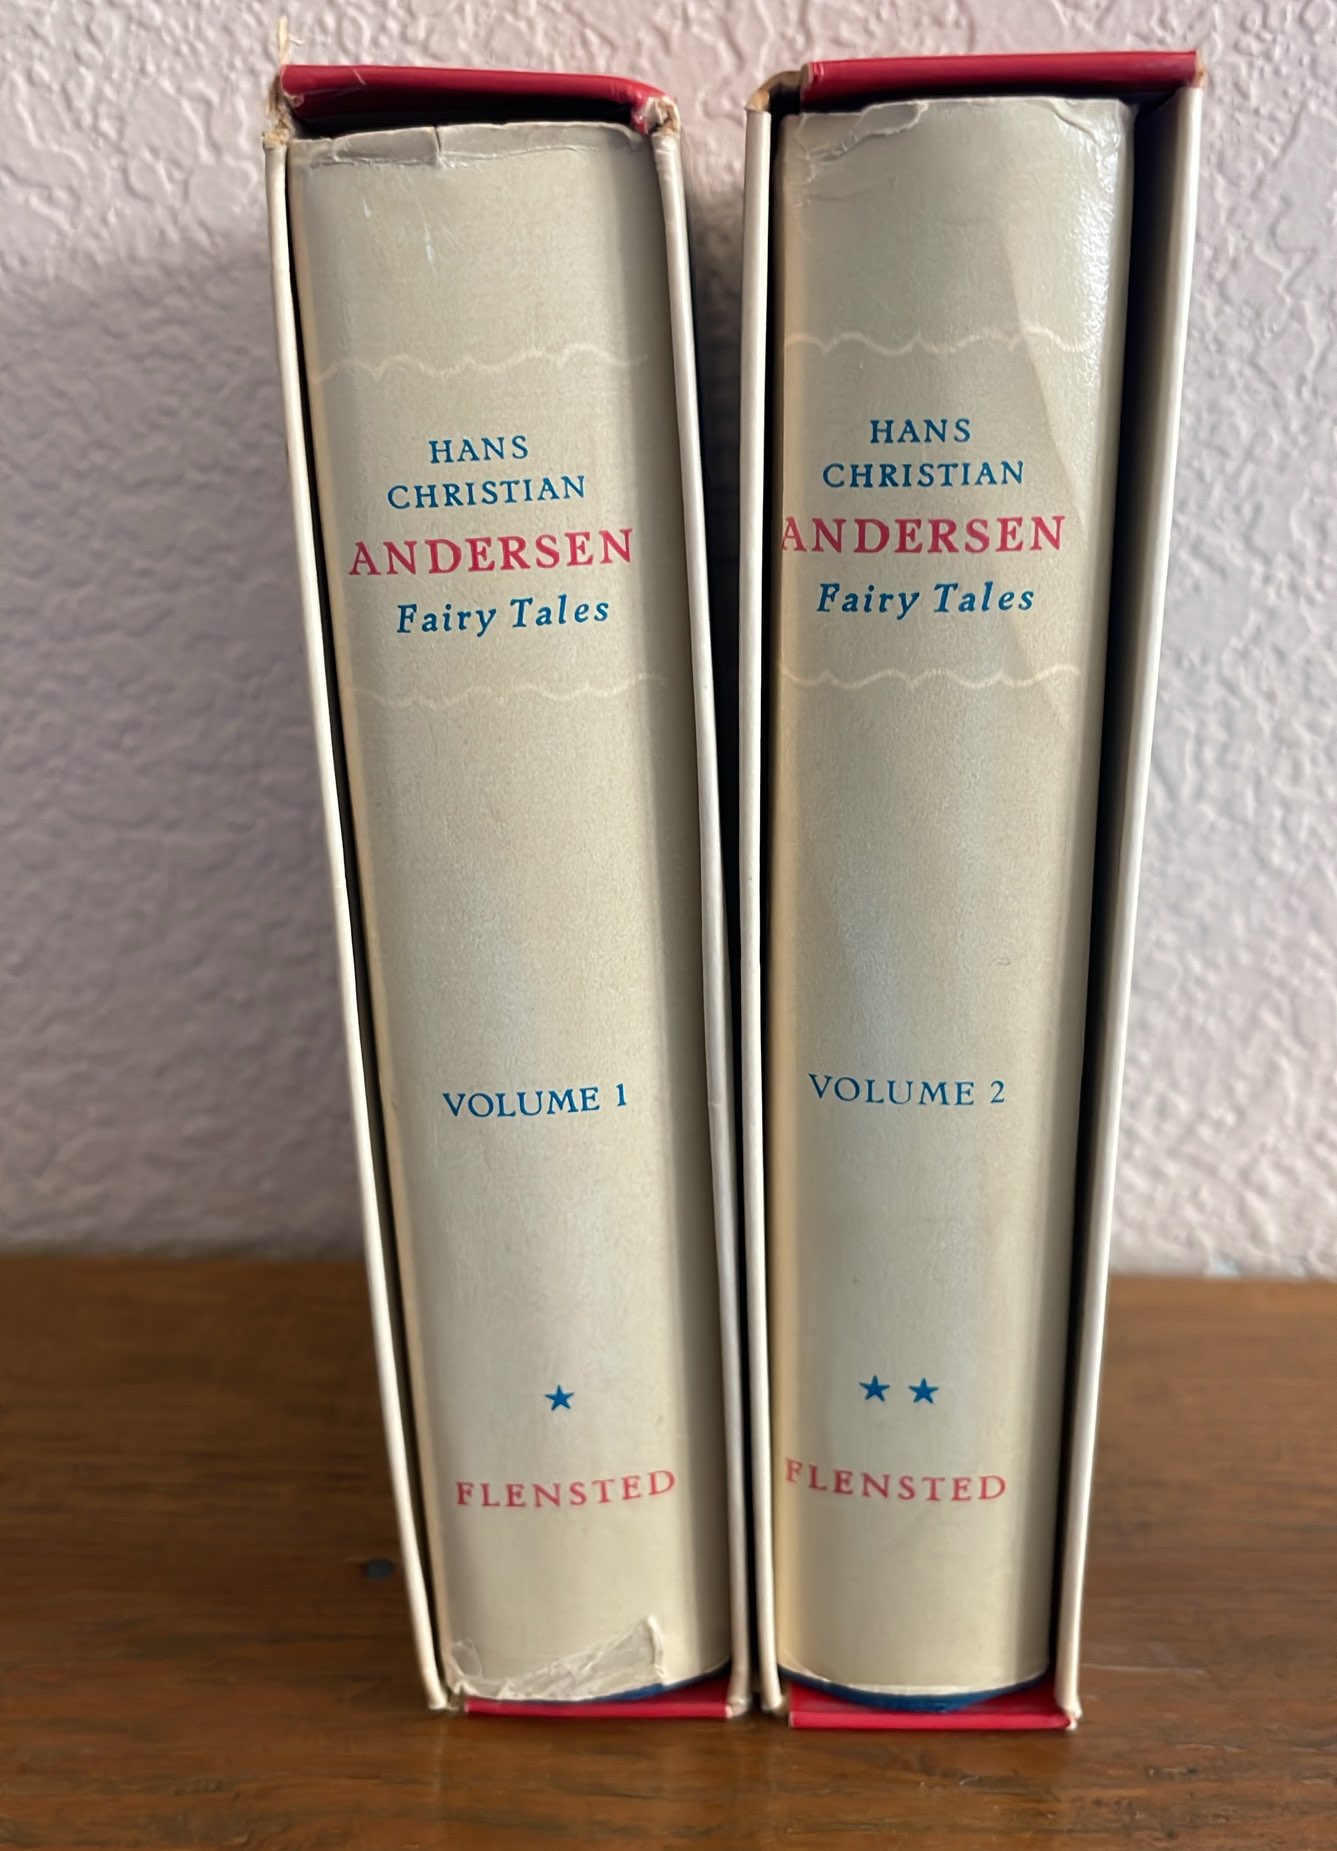 HANS
CHRISTIAN
ANDERSEN
Fairy Tales
VOLUME 1
FLENSTED
HANS
CHRISTIAN
ANDERSEN
Fairy Tales
VOLUME 2
FLENSTED